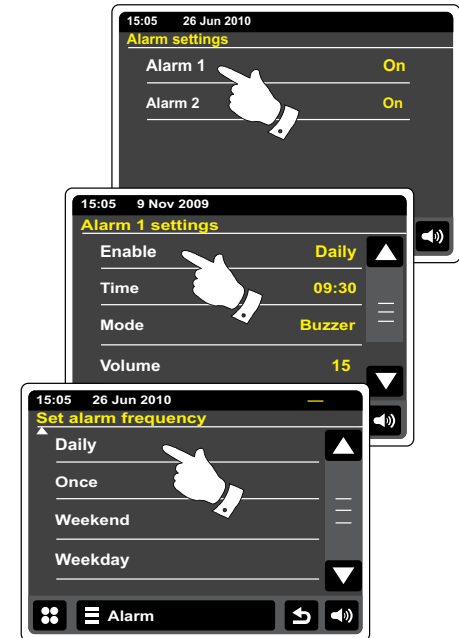 15:05 26 Jun 2010
Alarm settings
Alarm 1 On
Alarm 2 On
15:05 9 Nov 2009
Alarm 1 settings
Enable Daily
Time 09:30
Mode Buzzer
Volume 15
15:05 26 Jun 2010
Set alarm frequency
Daily
Once
Weekend
Weekday
Alarm